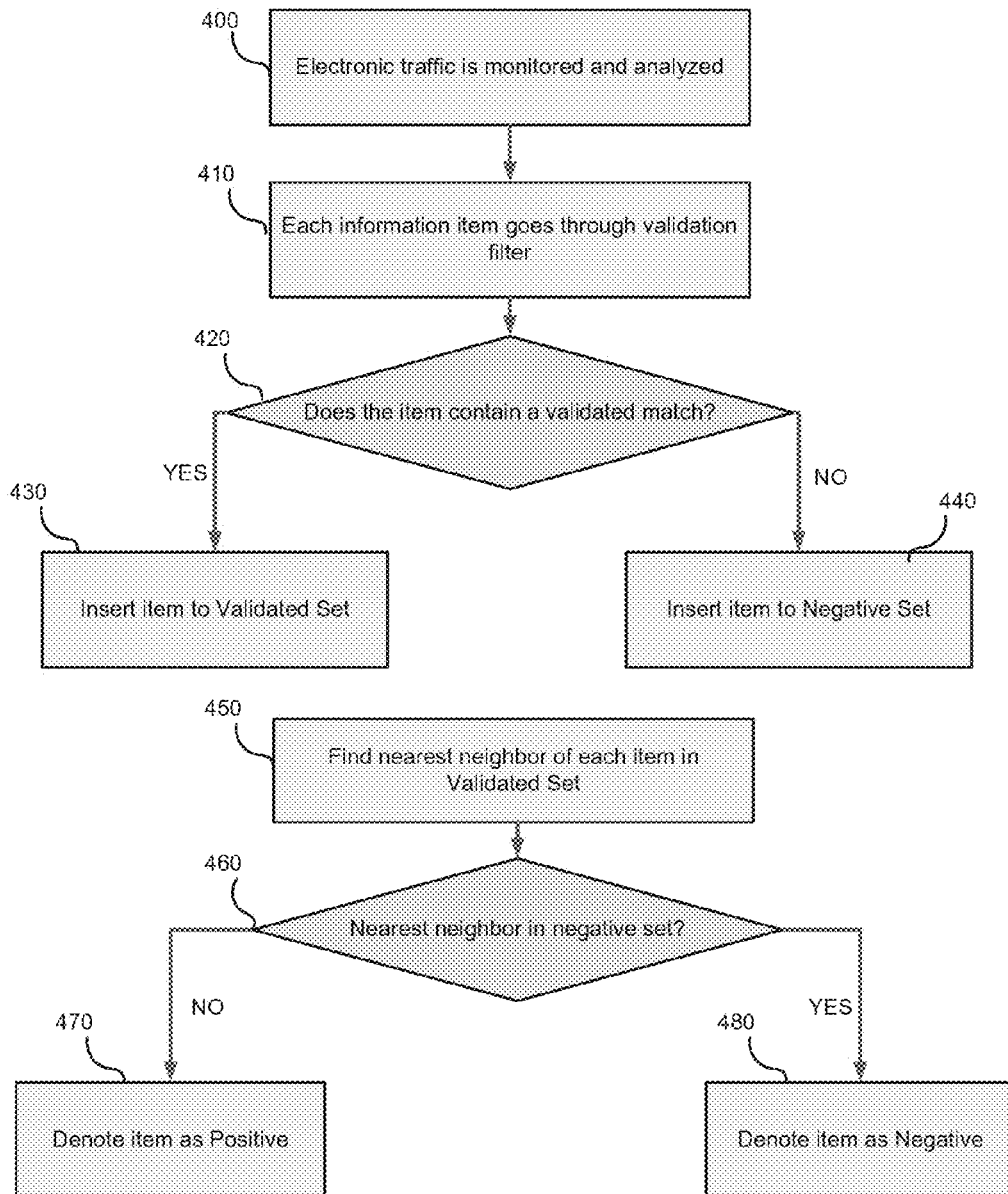 400
Electronic traffic is monitored and analyzed
410
Each information item goes through validation
filter
420
Does the item contain a validated match?
YES
NO
430
440
Insert item to Validated Set
Insert item to Negative Set
450
Find nearest neighbor of each item in
Validated Set
460
Nearest neighbor in negative set?
NO
YES
470
480
Denote item as Positive
Denote item as Negative